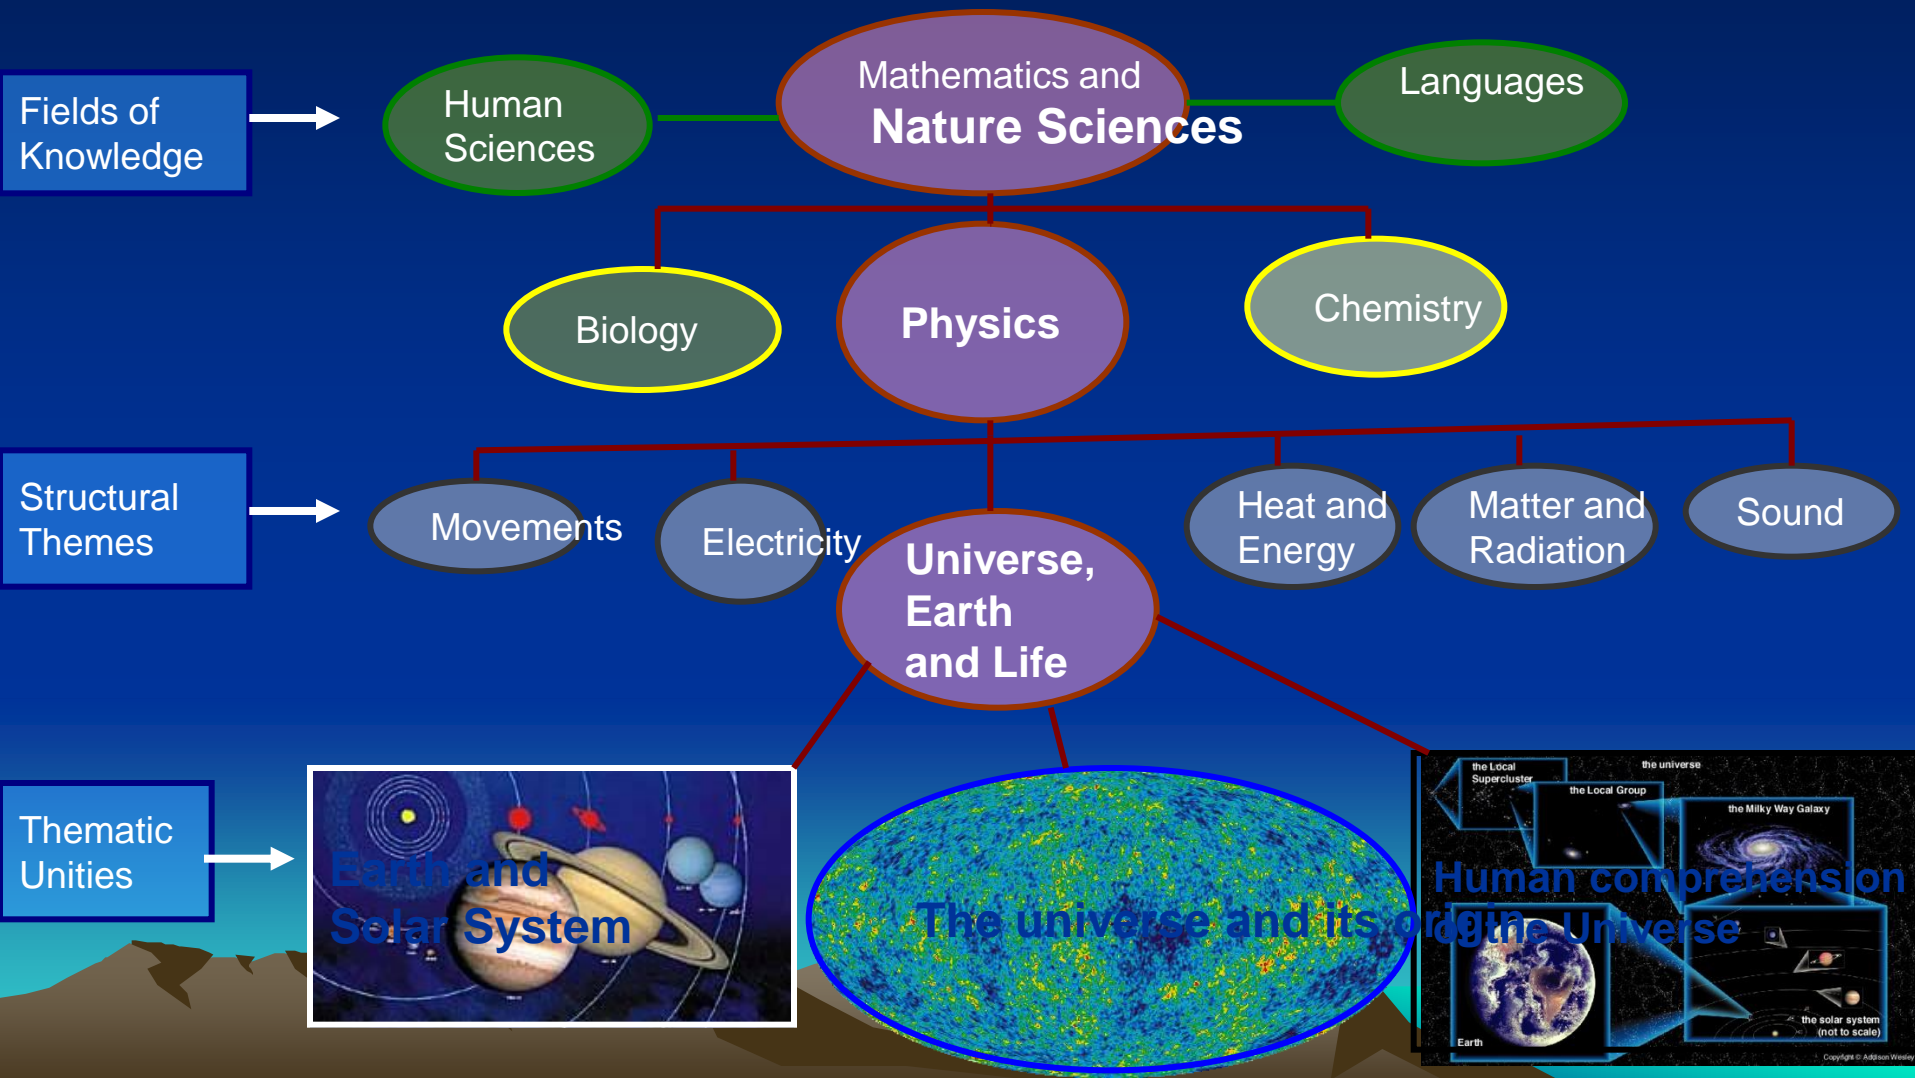 Fields of
Knowledge
Human
Sciences
Mathematics and
Nature Sciences
Languages
Biology
Physics
Chemistry
Structural
Themes
Movements
Electricity
Universe,
Earth
and Life
Heat and
Energy
Matter and
Radiation
Sound
Thematic
Unities
Earth and
Solar System
The universe and its origin
Human comprehension
of the Universe
the Local
Supercluster
the universe
the Local Group
the Milky Way Galaxy
the solar system
(not to scale)
Earth
Copyright © Addison Wesley